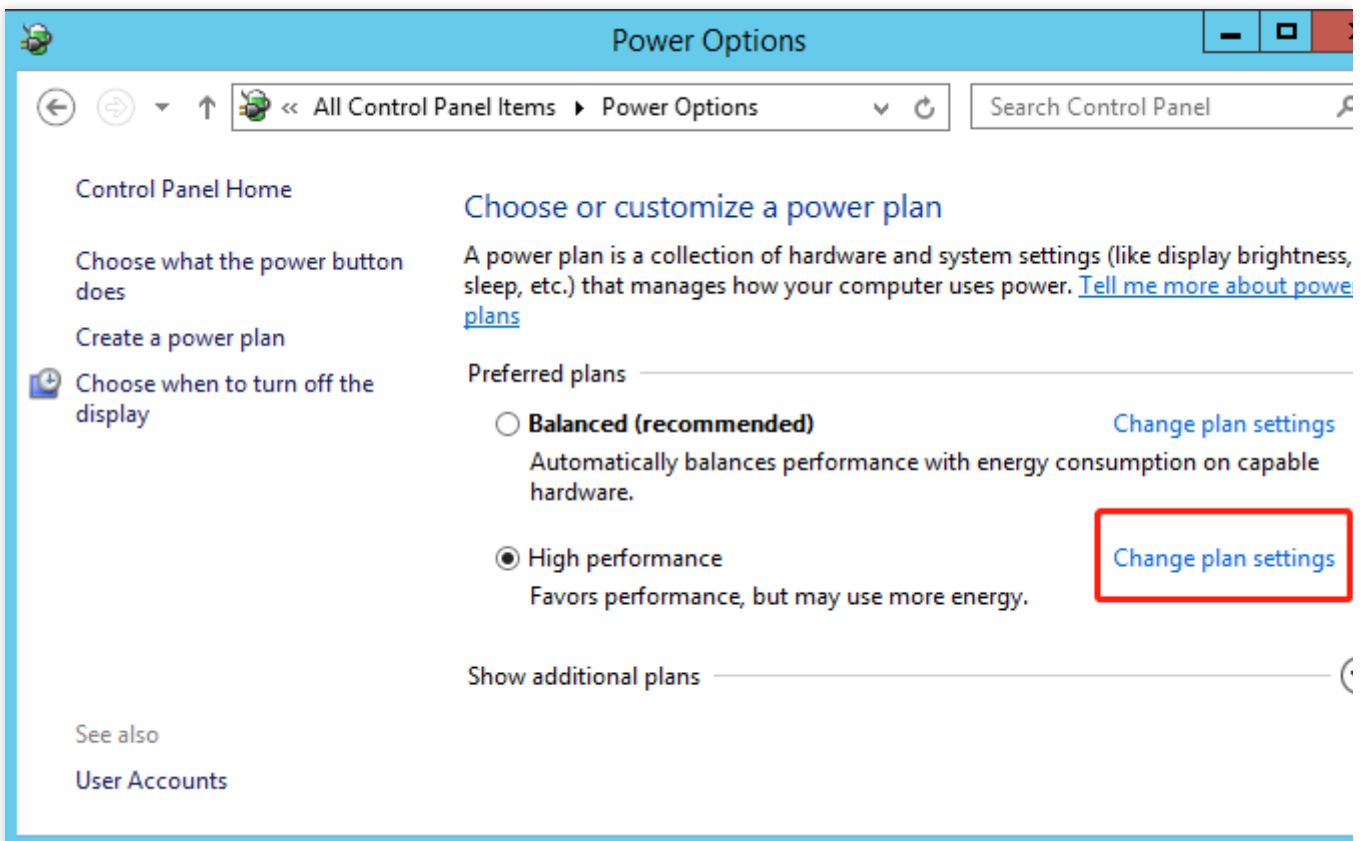 Power Options
« All Control Panel Items ▸ Power Options
Search Control Panel
Control Panel Home
Choose what the power button
does
Create a power plan
Choose when to turn off the
display
See also
User Accounts
Choose or customize a power plan
A power plan is a collection of hardware and system settings (like display brightness,
sleep, etc.) that manages how your computer uses power. Tell me more about power
plans
Preferred plans
Balanced (recommended) Change plan settings
Automatically balances performance with energy consumption on capable
hardware.
High performance Change plan settings
Favors performance, but may use more energy.
Show additional plans